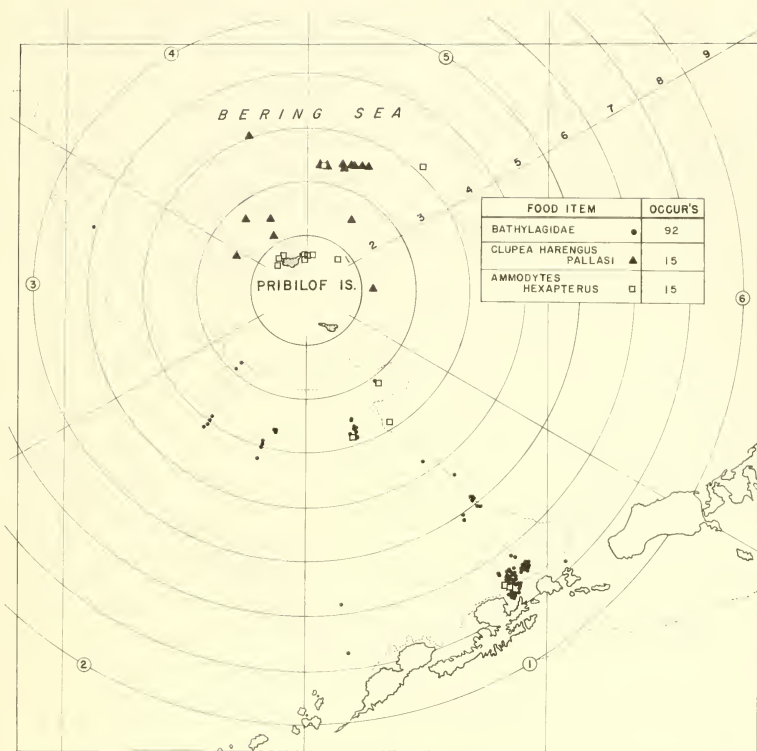 ④
⑤
9
8
7
BERING SEA
6
5
4
3
FOOD ITEM OCCUR'S
BATHYLAGIDAE ● 92
CLUPEA HARENGUS
PALLASI ▲ 15
AMMODYTES
HEXAPTERUS □ 15
2
③
PRIBILOF IS.
⑥
②
①